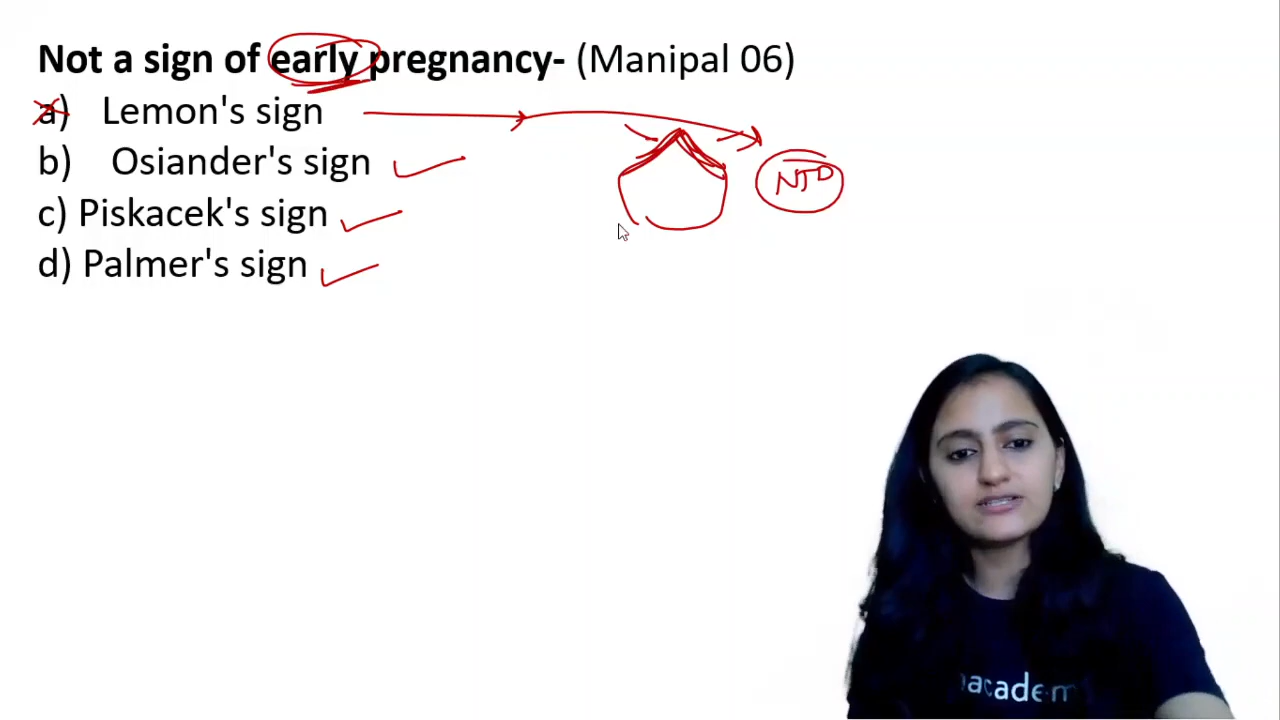 Not a sign of early pregnancy- (Manipal 06)
a) Lemon's sign
b) Osiander's sign
c) Piskacek's sign
d) Palmer's sign
NTD
academ